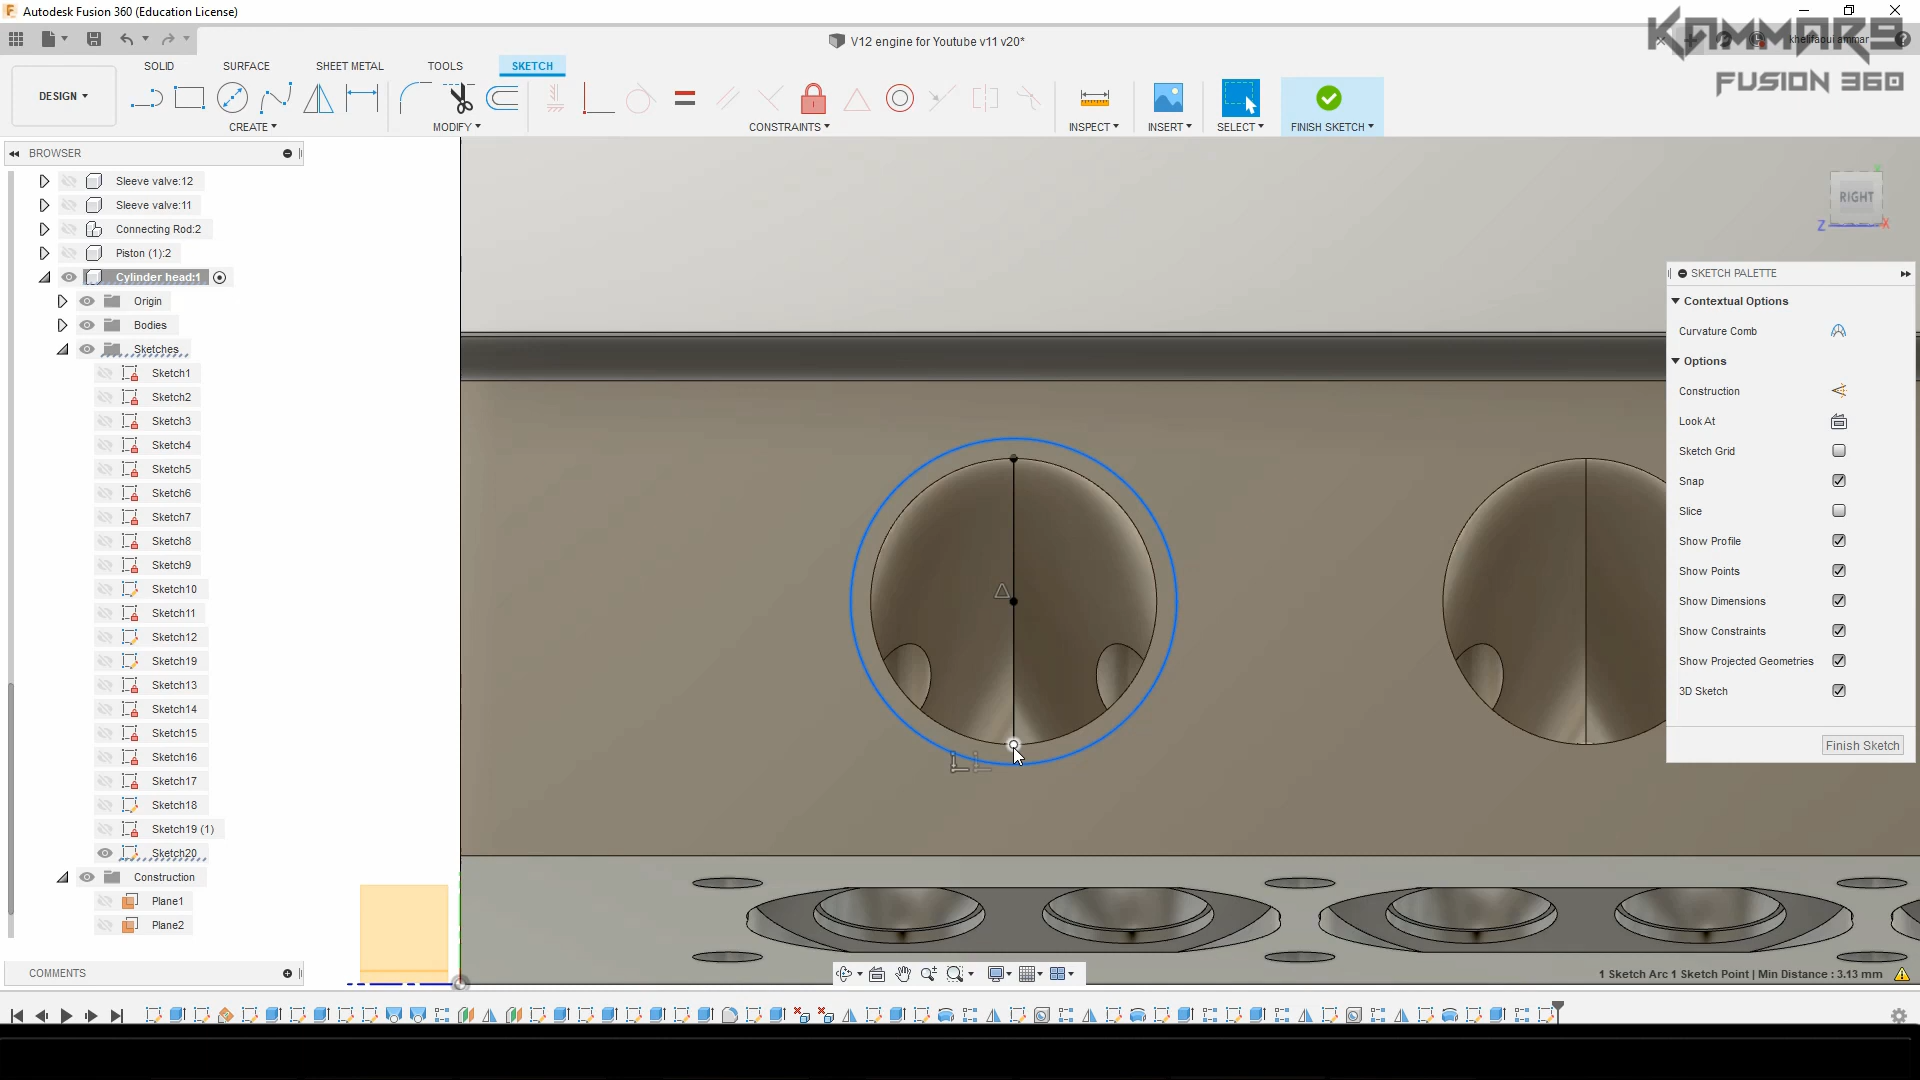 Autodesk Fusion 360 (Education License)
V12 engine for Youtube v11 v20*
khelifaoui ammar
KAMMAR9
FUSION 360
SOLID
SURFACE
SHEET METAL
TOOLS
SKETCH
DESIGN
CREATE
MODIFY
CONSTRAINTS
INSPECT
INSERT
SELECT
FINISH SKETCH
BROWSER
Sleeve valve:12
Sleeve valve:11
Connecting Rod:2
Piston (1):2
Cylinder head:1
Origin
Bodies
Sketches
Sketch1
Sketch2
Sketch3
Sketch4
Sketch5
Sketch6
Sketch7
Sketch8
Sketch9
Sketch10
Sketch11
Sketch12
Sketch19
Sketch13
Sketch14
Sketch15
Sketch16
Sketch17
Sketch18
Sketch19 (1)
Sketch20
Construction
Plane1
Plane2
COMMENTS
RIGHT
Z
X
SKETCH PALETTE
Contextual Options
Curvature Comb
Options
Construction
Look At
Sketch Grid
Snap
Slice
Show Profile
Show Points
Show Dimensions
Show Constraints
Show Projected Geometries
3D Sketch
Finish Sketch
1 Sketch Arc 1 Sketch Point | Min Distance : 3.13 mm